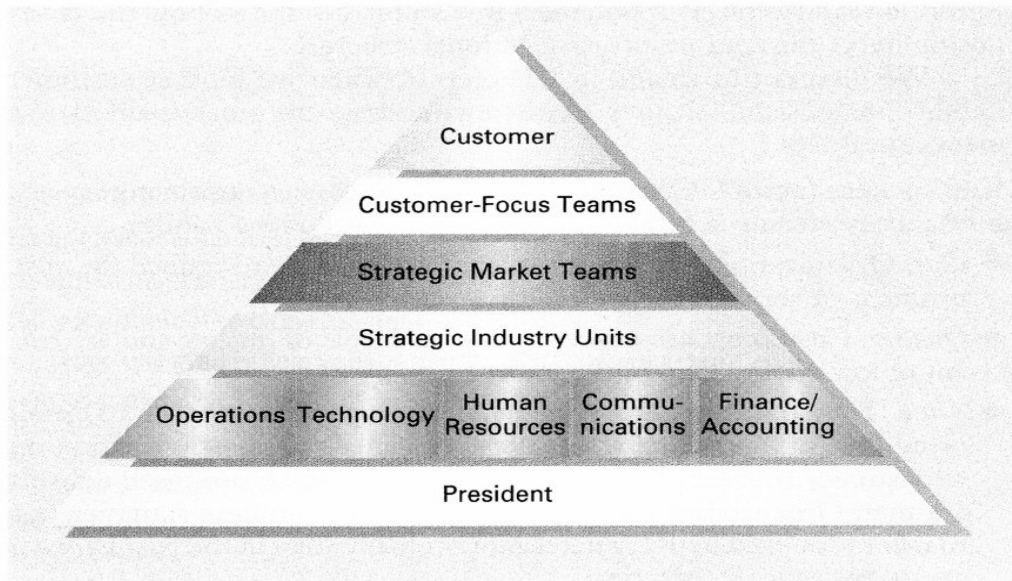 Customer
Customer-Focus Teams
Strategic Market Teams
Strategic Industry Units
Operations Technology Human Resources Commu-nications Finance/Accounting
President